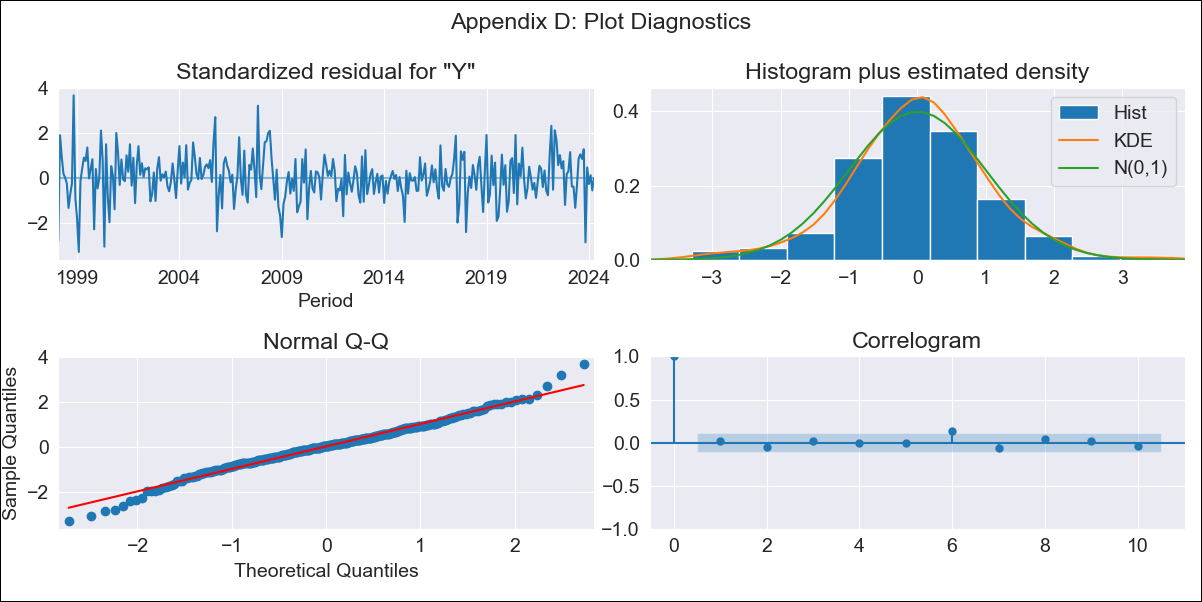 Appendix D: Plot Diagnostics
Standardized residual for "Y"
4
2
0
−2
1999 2004 2009 2014 2019 2024
Period
Histogram plus estimated density
0.4
0.2
0.0
Hist
KDE
N(0,1)
−3 −2 −1 0 1 2 3
Normal Q-Q
Sample Quantiles
4
2
0
−2
−2 −1 0 1 2
Theoretical Quantiles
Correlogram
1.0
0.5
0.0
−0.5
−1.0
0 2 4 6 8 10